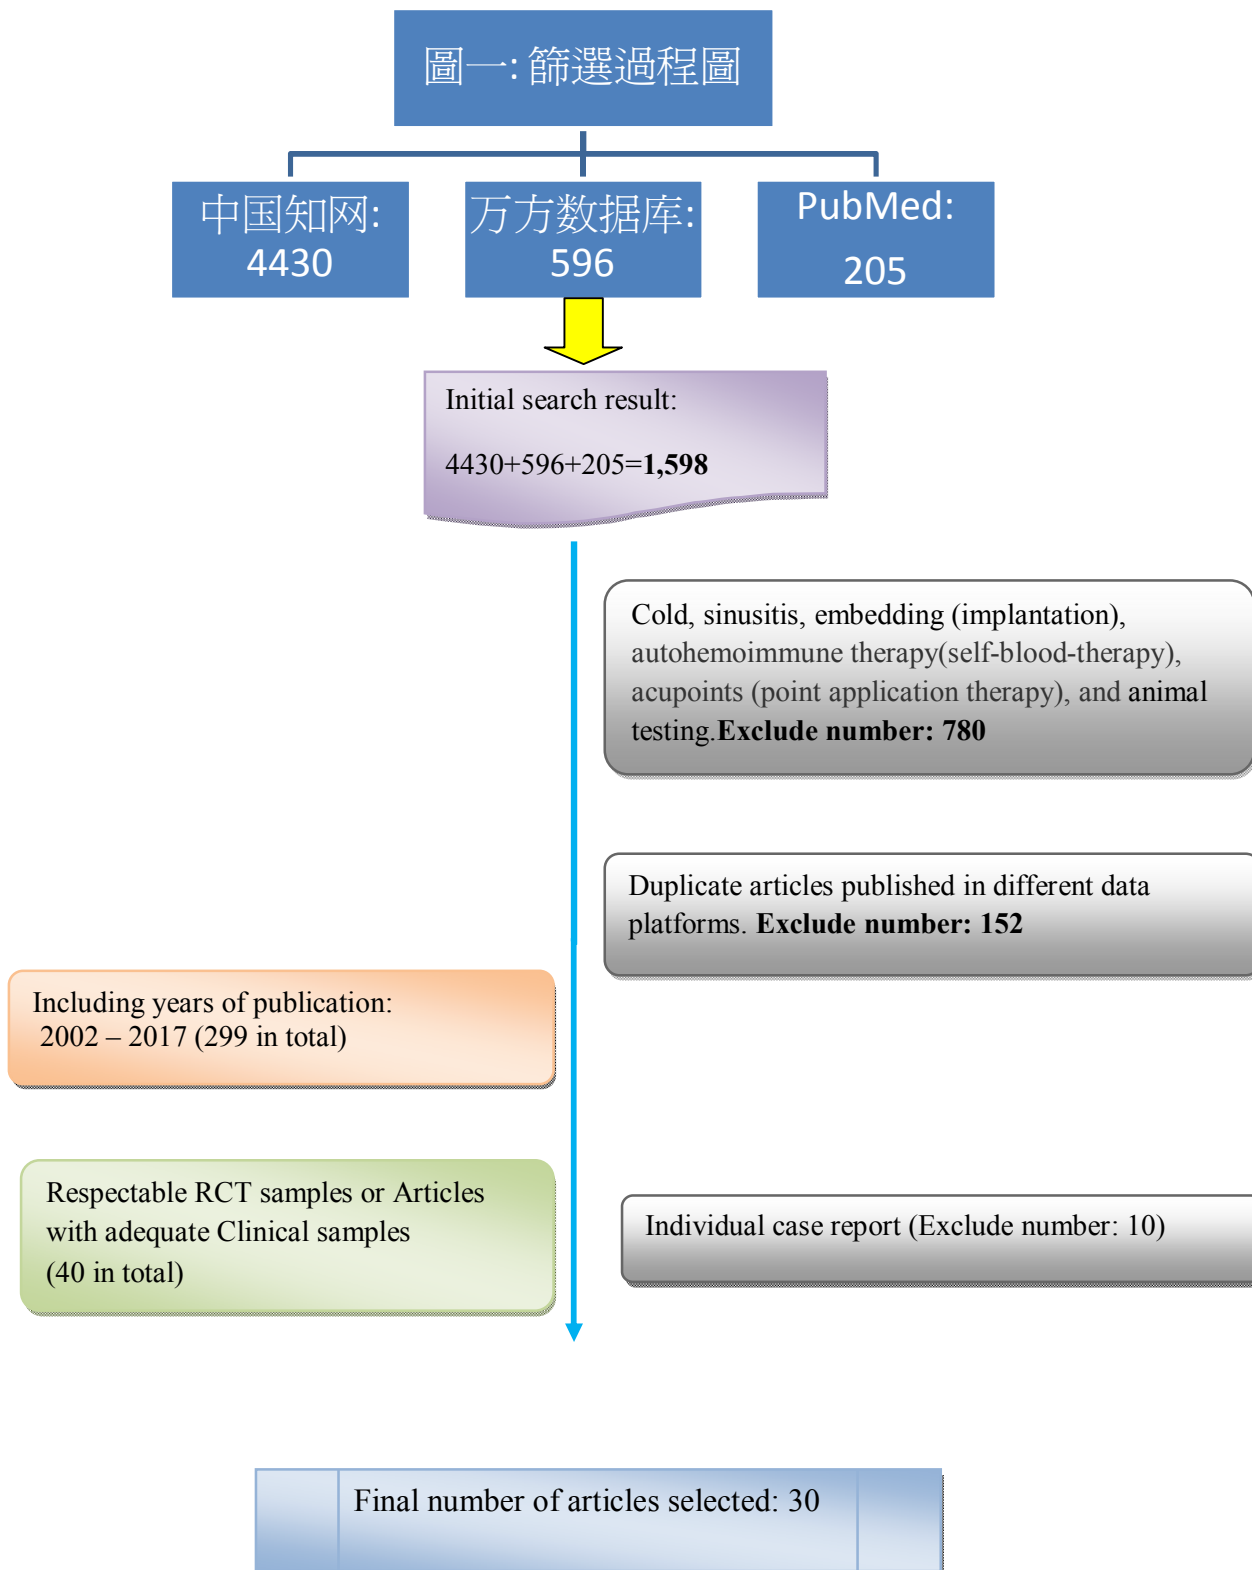 圖一: 篩選過程圖
中国知网:
4430
万方数据库:
596
PubMed:
205
Initial search result:
4430+596+205=1,598
Cold, sinusitis, embedding (implantation),
autohemoimmune therapy(self-blood-therapy),
acupoints (point application therapy), and animal
testing.Exclude number: 780
Duplicate articles published in different data
platforms. Exclude number: 152
Including years of publication:
2002 – 2017 (299 in total)
Respectable RCT samples or Articles
with adequate Clinical samples
(40 in total)
Individual case report (Exclude number: 10)
Final number of articles selected: 30